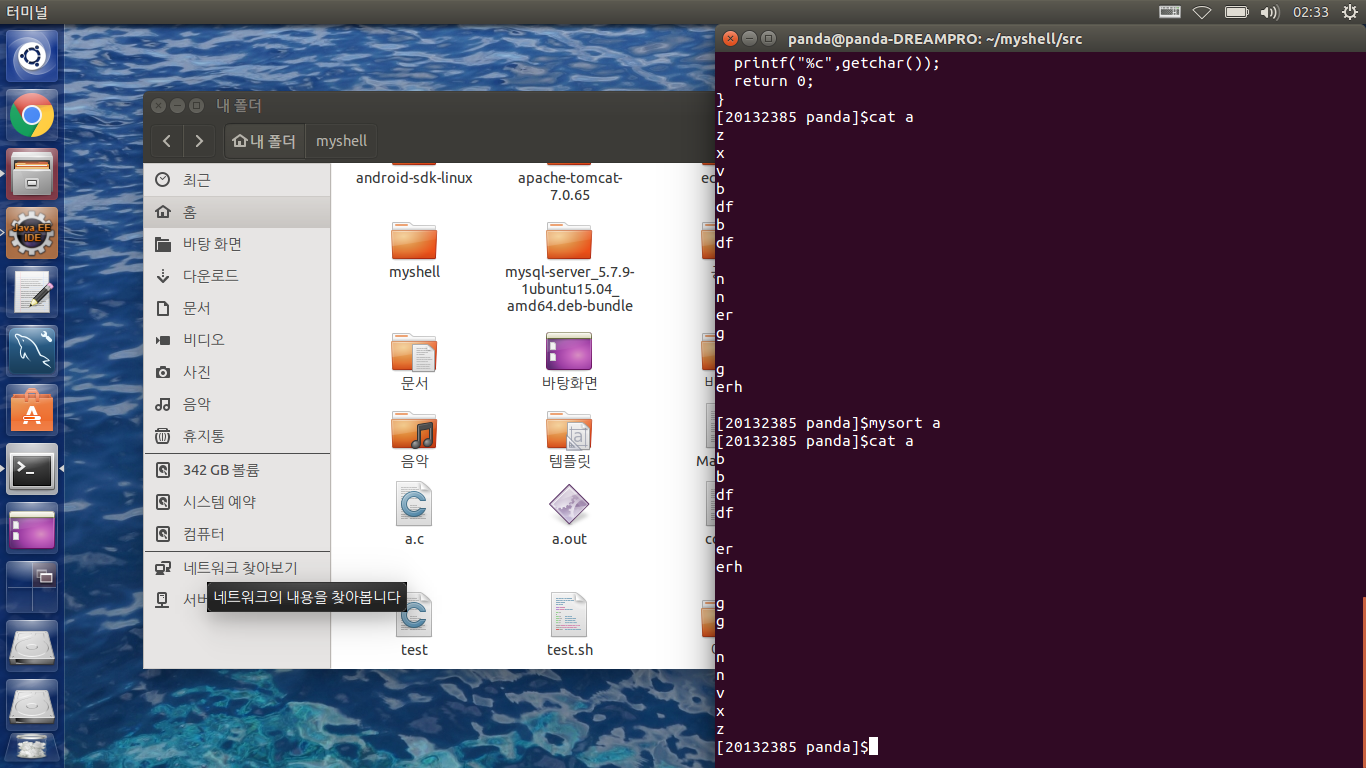 터미널
02:33
Java EE
IDE
내 폴더
내 폴더
myshell
최근
홈
바탕 화면
다운로드
문서
비디오
사진
음악
휴지통
342 GB 볼륨
시스템 예약
컴퓨터
네트워크 찾아보기
서버
네트워크의 내용을 찾아봅니다
android-sdk-linux
apache-tomcat-
7.0.65
myshell
mysql-server_5.7.9-
1ubuntu15.04_
amd64.deb-bundle
문서
바탕화면
음악
템플릿
a.c
a.out
test
test.sh
panda@panda-DREAMPRO: ~/myshell/src
printf("%c",getchar());
return 0;
}
[20132385 panda]$cat a
z
x
v
b
df
b
df
n
n
er
g
g
erh
[20132385 panda]$mysort a
[20132385 panda]$cat a
b
b
df
df
er
erh
g
g
n
n
v
x
z
[20132385 panda]$